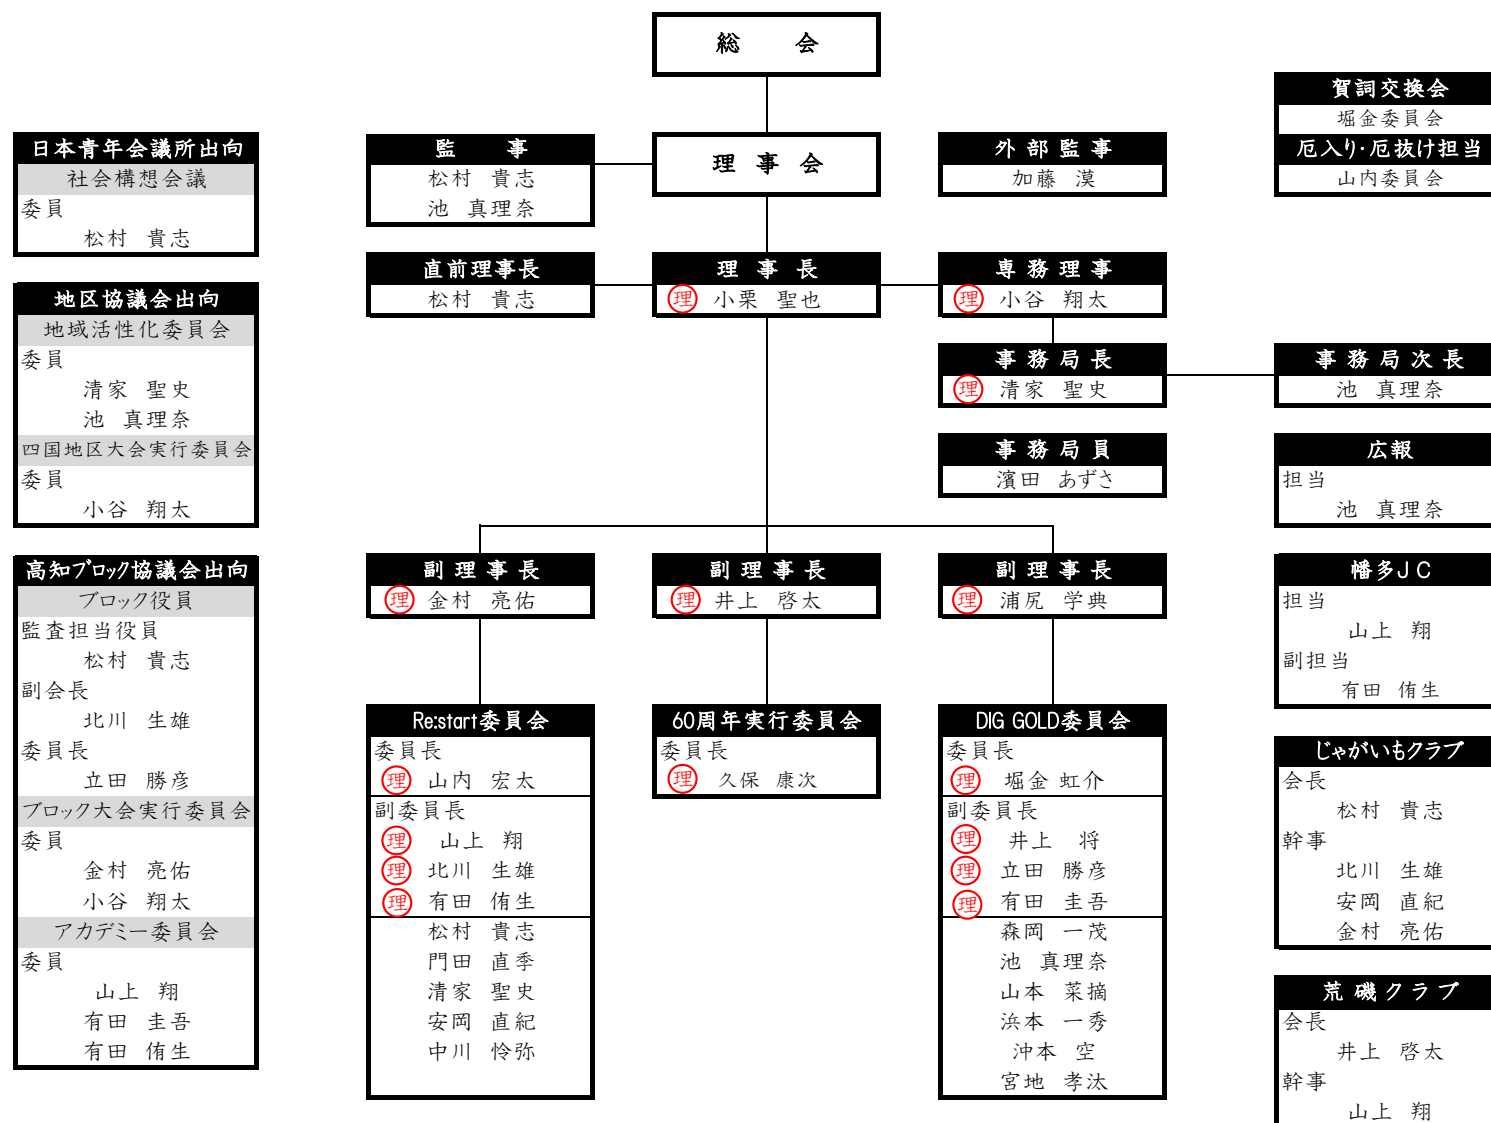 総　会
理事会
監　事
松村　貴志
池　真理奈
外部監事
加藤　漠
賀詞交換会
堀金委員会
厄入り・厄抜け担当
山内委員会
日本青年会議所出向
社会構想会議
委員
松村　貴志
直前理事長
松村　貴志
理事長
理　小栗　聖也
専務理事
理　小谷　翔太
事務局長
理　清家　聖史
事務局次長
池　真理奈
事務局員
濱田　あずさ
広報
担当
池　真理奈
地区協議会出向
地域活性化委員会
委員
清家　聖史
池　真理奈
四国地区大会実行委員会
委員
小谷　翔太
高知ブロック協議会出向
ブロック役員
監査担当役員
松村　貴志
副会長
北川　生雄
委員長
立田　勝彦
ブロック大会実行委員会
委員
金村　亮佑
小谷　翔太
アカデミー委員会
委員
山上　翔
有田　圭吾
有田　侑生
副理事長
理　金村　亮佑
副理事長
理　井上　啓太
副理事長
理　浦尻　学典
Re:start委員会
委員長
理　山内　宏太
副委員長
理　山上　翔
理　北川　生雄
理　有田　侑生
松村　貴志
門田　直季
清家　聖史
安岡　直紀
中川　怜弥
60周年実行委員会
委員長
理　久保　康次
DIG GOLD委員会
委員長
理　堀金 虹介
副委員長
理　井上　将
理　立田　勝彦
理　有田　圭吾
森岡　一茂
池　真理奈
山本　菜摘
浜本　一秀
沖本　空
宮地　孝汰
幡多JC
担当
山上　翔
副担当
有田　侑生
じゃがいもクラブ
会長
松村　貴志
幹事
北川　生雄
安岡　直紀
金村　亮佑
荒磯クラブ
会長
井上　啓太
幹事
山上　翔